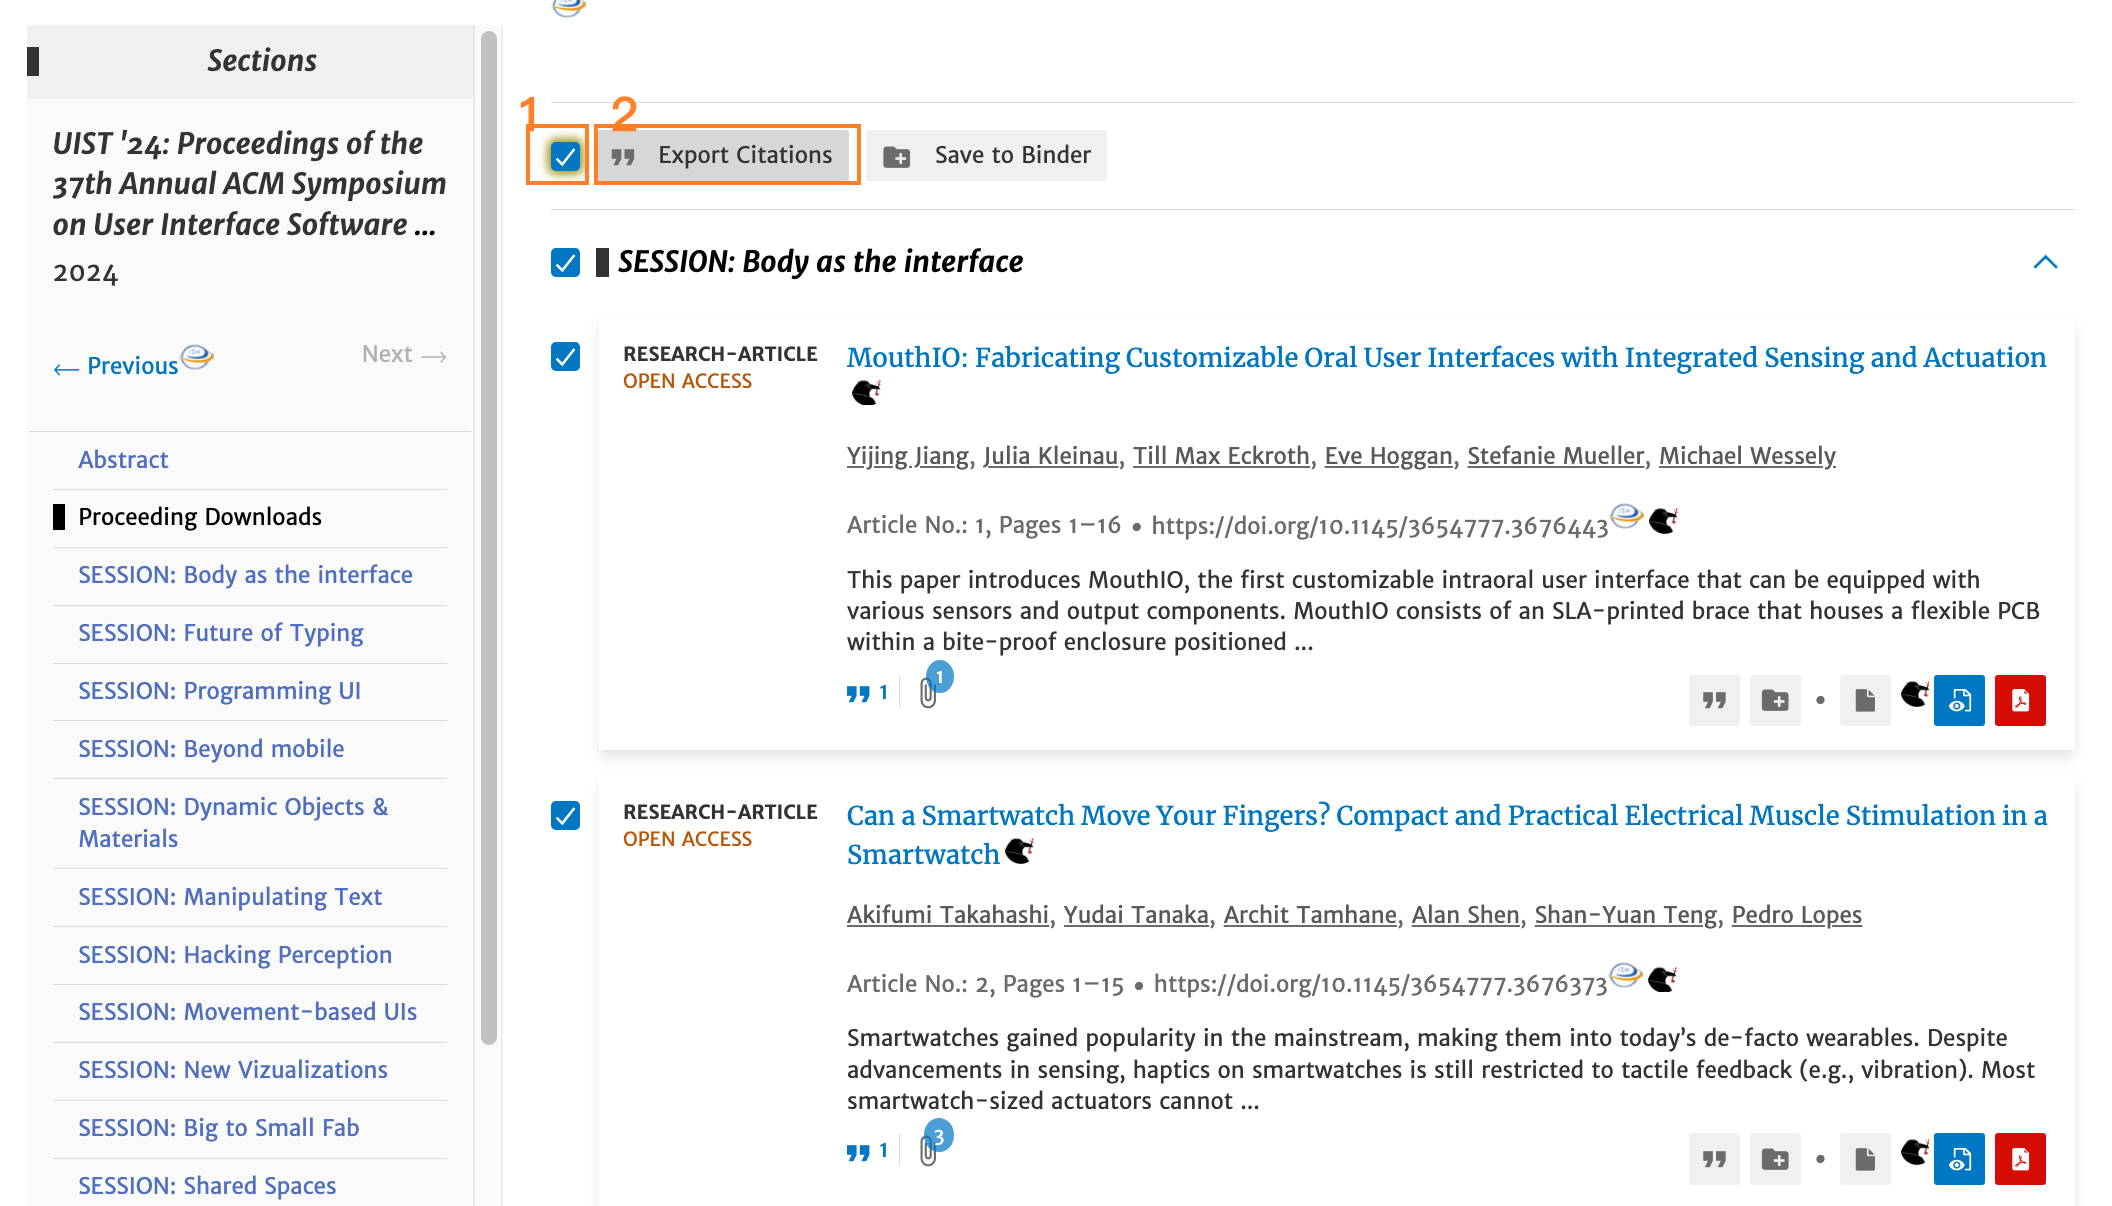 Sections
UIST '24: Proceedings of the
37th Annual ACM Symposium
on User Interface Software ...
2024
← Previous
Next →
Abstract
Proceeding Downloads
SESSION: Body as the interface
SESSION: Future of Typing
SESSION: Programming UI
SESSION: Beyond mobile
SESSION: Dynamic Objects &
Materials
SESSION: Manipulating Text
SESSION: Hacking Perception
SESSION: Movement-based UIs
SESSION: New Vizualizations
SESSION: Big to Small Fab
SESSION: Shared Spaces
1
2
Export Citations
Save to Binder
SESSION: Body as the interface
RESEARCH-ARTICLE
OPEN ACCESS
MouthIO: Fabricating Customizable Oral User Interfaces with Integrated Sensing and Actuation
Yijing Jiang, Julia Kleinau, Till Max Eckroth, Eve Hoggan, Stefanie Mueller, Michael Wessely
Article No.: 1, Pages 1–16 • https://doi.org/10.1145/3654777.3676443
This paper introduces MouthIO, the first customizable intraoral user interface that can be equipped with
various sensors and output components. MouthIO consists of an SLA-printed brace that houses a flexible PCB
within a bite-proof enclosure positioned ...
1
1
RESEARCH-ARTICLE
OPEN ACCESS
Can a Smartwatch Move Your Fingers? Compact and Practical Electrical Muscle Stimulation in a
Smartwatch
Akifumi Takahashi, Yudai Tanaka, Archit Tamhane, Alan Shen, Shan-Yuan Teng, Pedro Lopes
Article No.: 2, Pages 1–15 • https://doi.org/10.1145/3654777.3676373
Smartwatches gained popularity in the mainstream, making them into today’s de-facto wearables. Despite
advancements in sensing, haptics on smartwatches is still restricted to tactile feedback (e.g., vibration). Most
smartwatch-sized actuators cannot ...
1
3